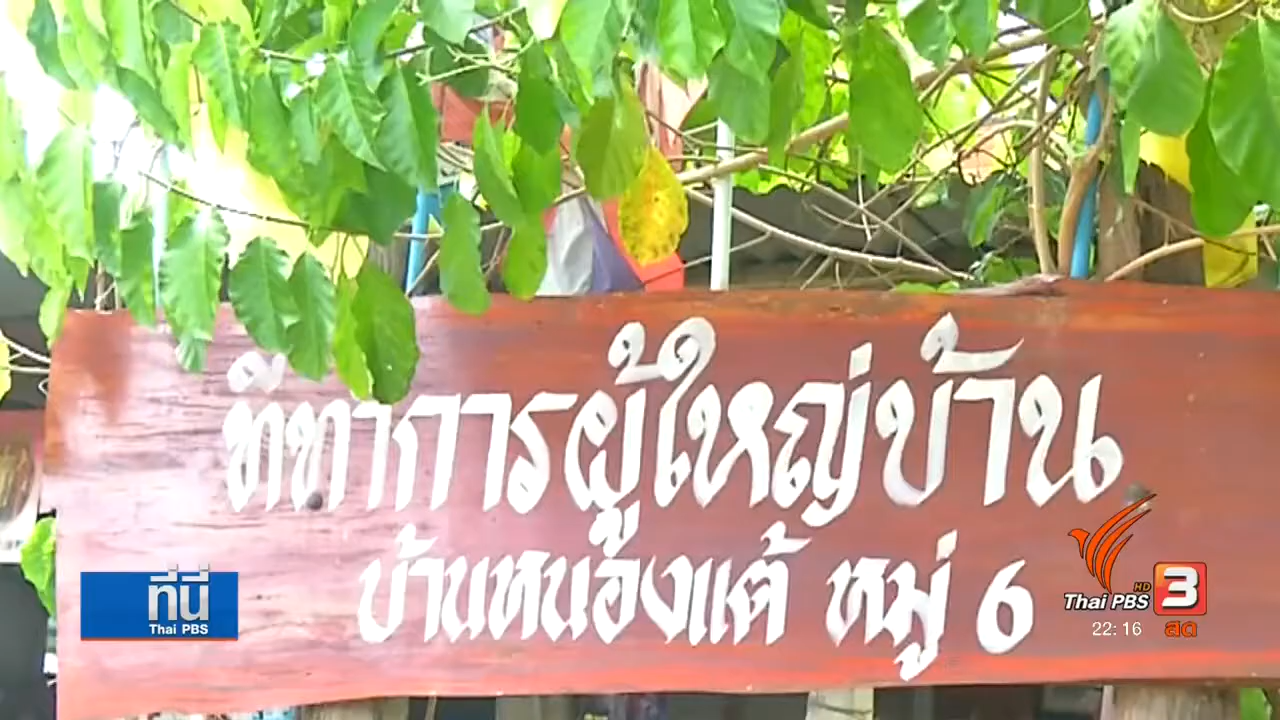 ที่ทำการผู้ใหญ่บ้าน
บ้านหนองแต้ หมู่ 6
ที่นี่
Thai PBS
Thai PBS HD 3
22:16 สด